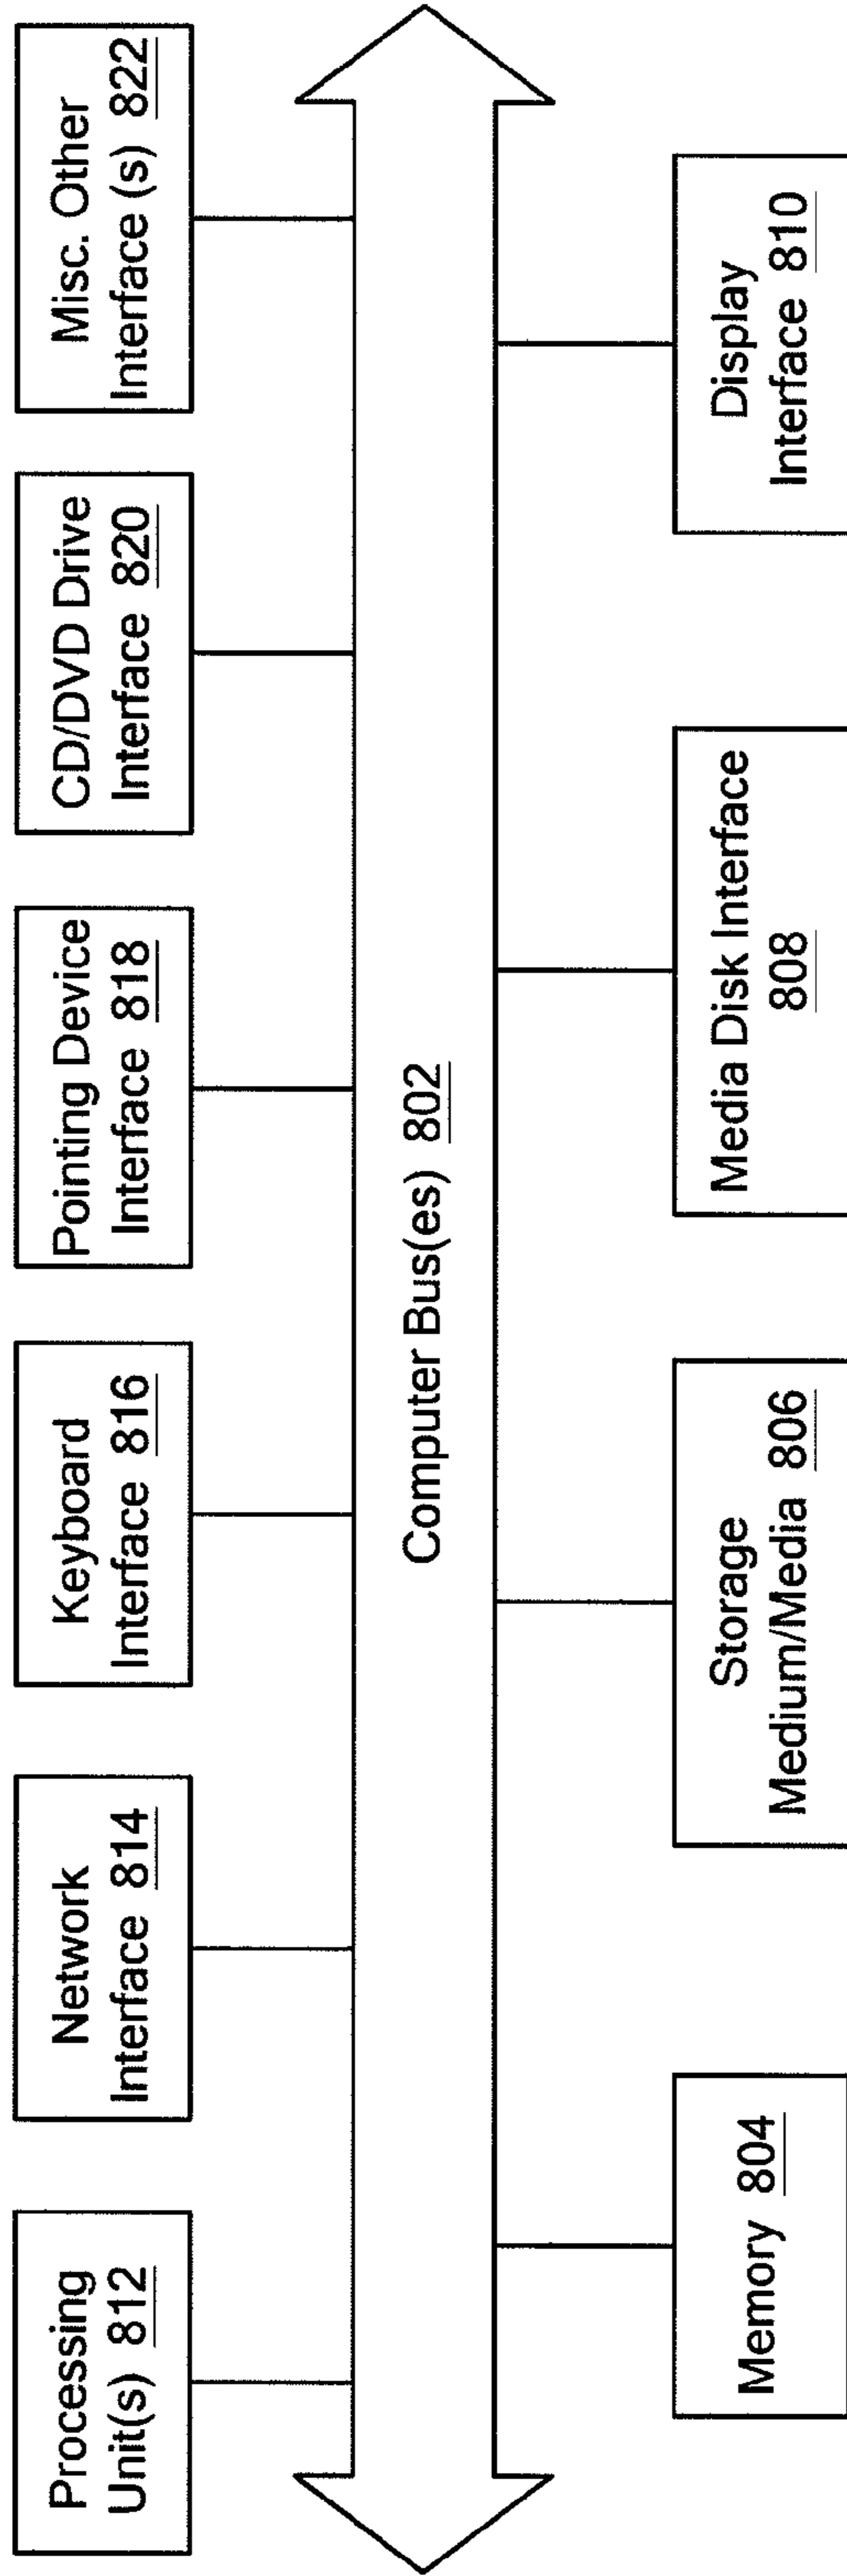 Processing
Unit(s) 812
Network
Interface 814
Keyboard
Interface 816
Pointing Device
Interface 818
CD/DVD Drive
Interface 820
Misc. Other
Interface (s) 822
Computer Bus(es) 802
Memory 804
Storage
Medium/Media 806
Media Disk Interface
808
Display
Interface 810